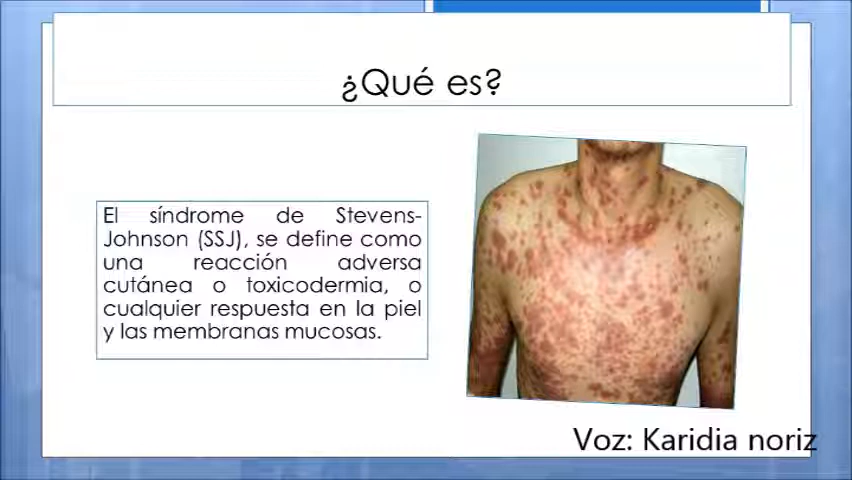 ¿Qué es?
El síndrome de Stevens-
Johnson (SSJ), se define como
una reacción adversa
cutánea o toxicodermia, o
cualquier respuesta en la piel
y las membranas mucosas.
Voz: Karidia noriz